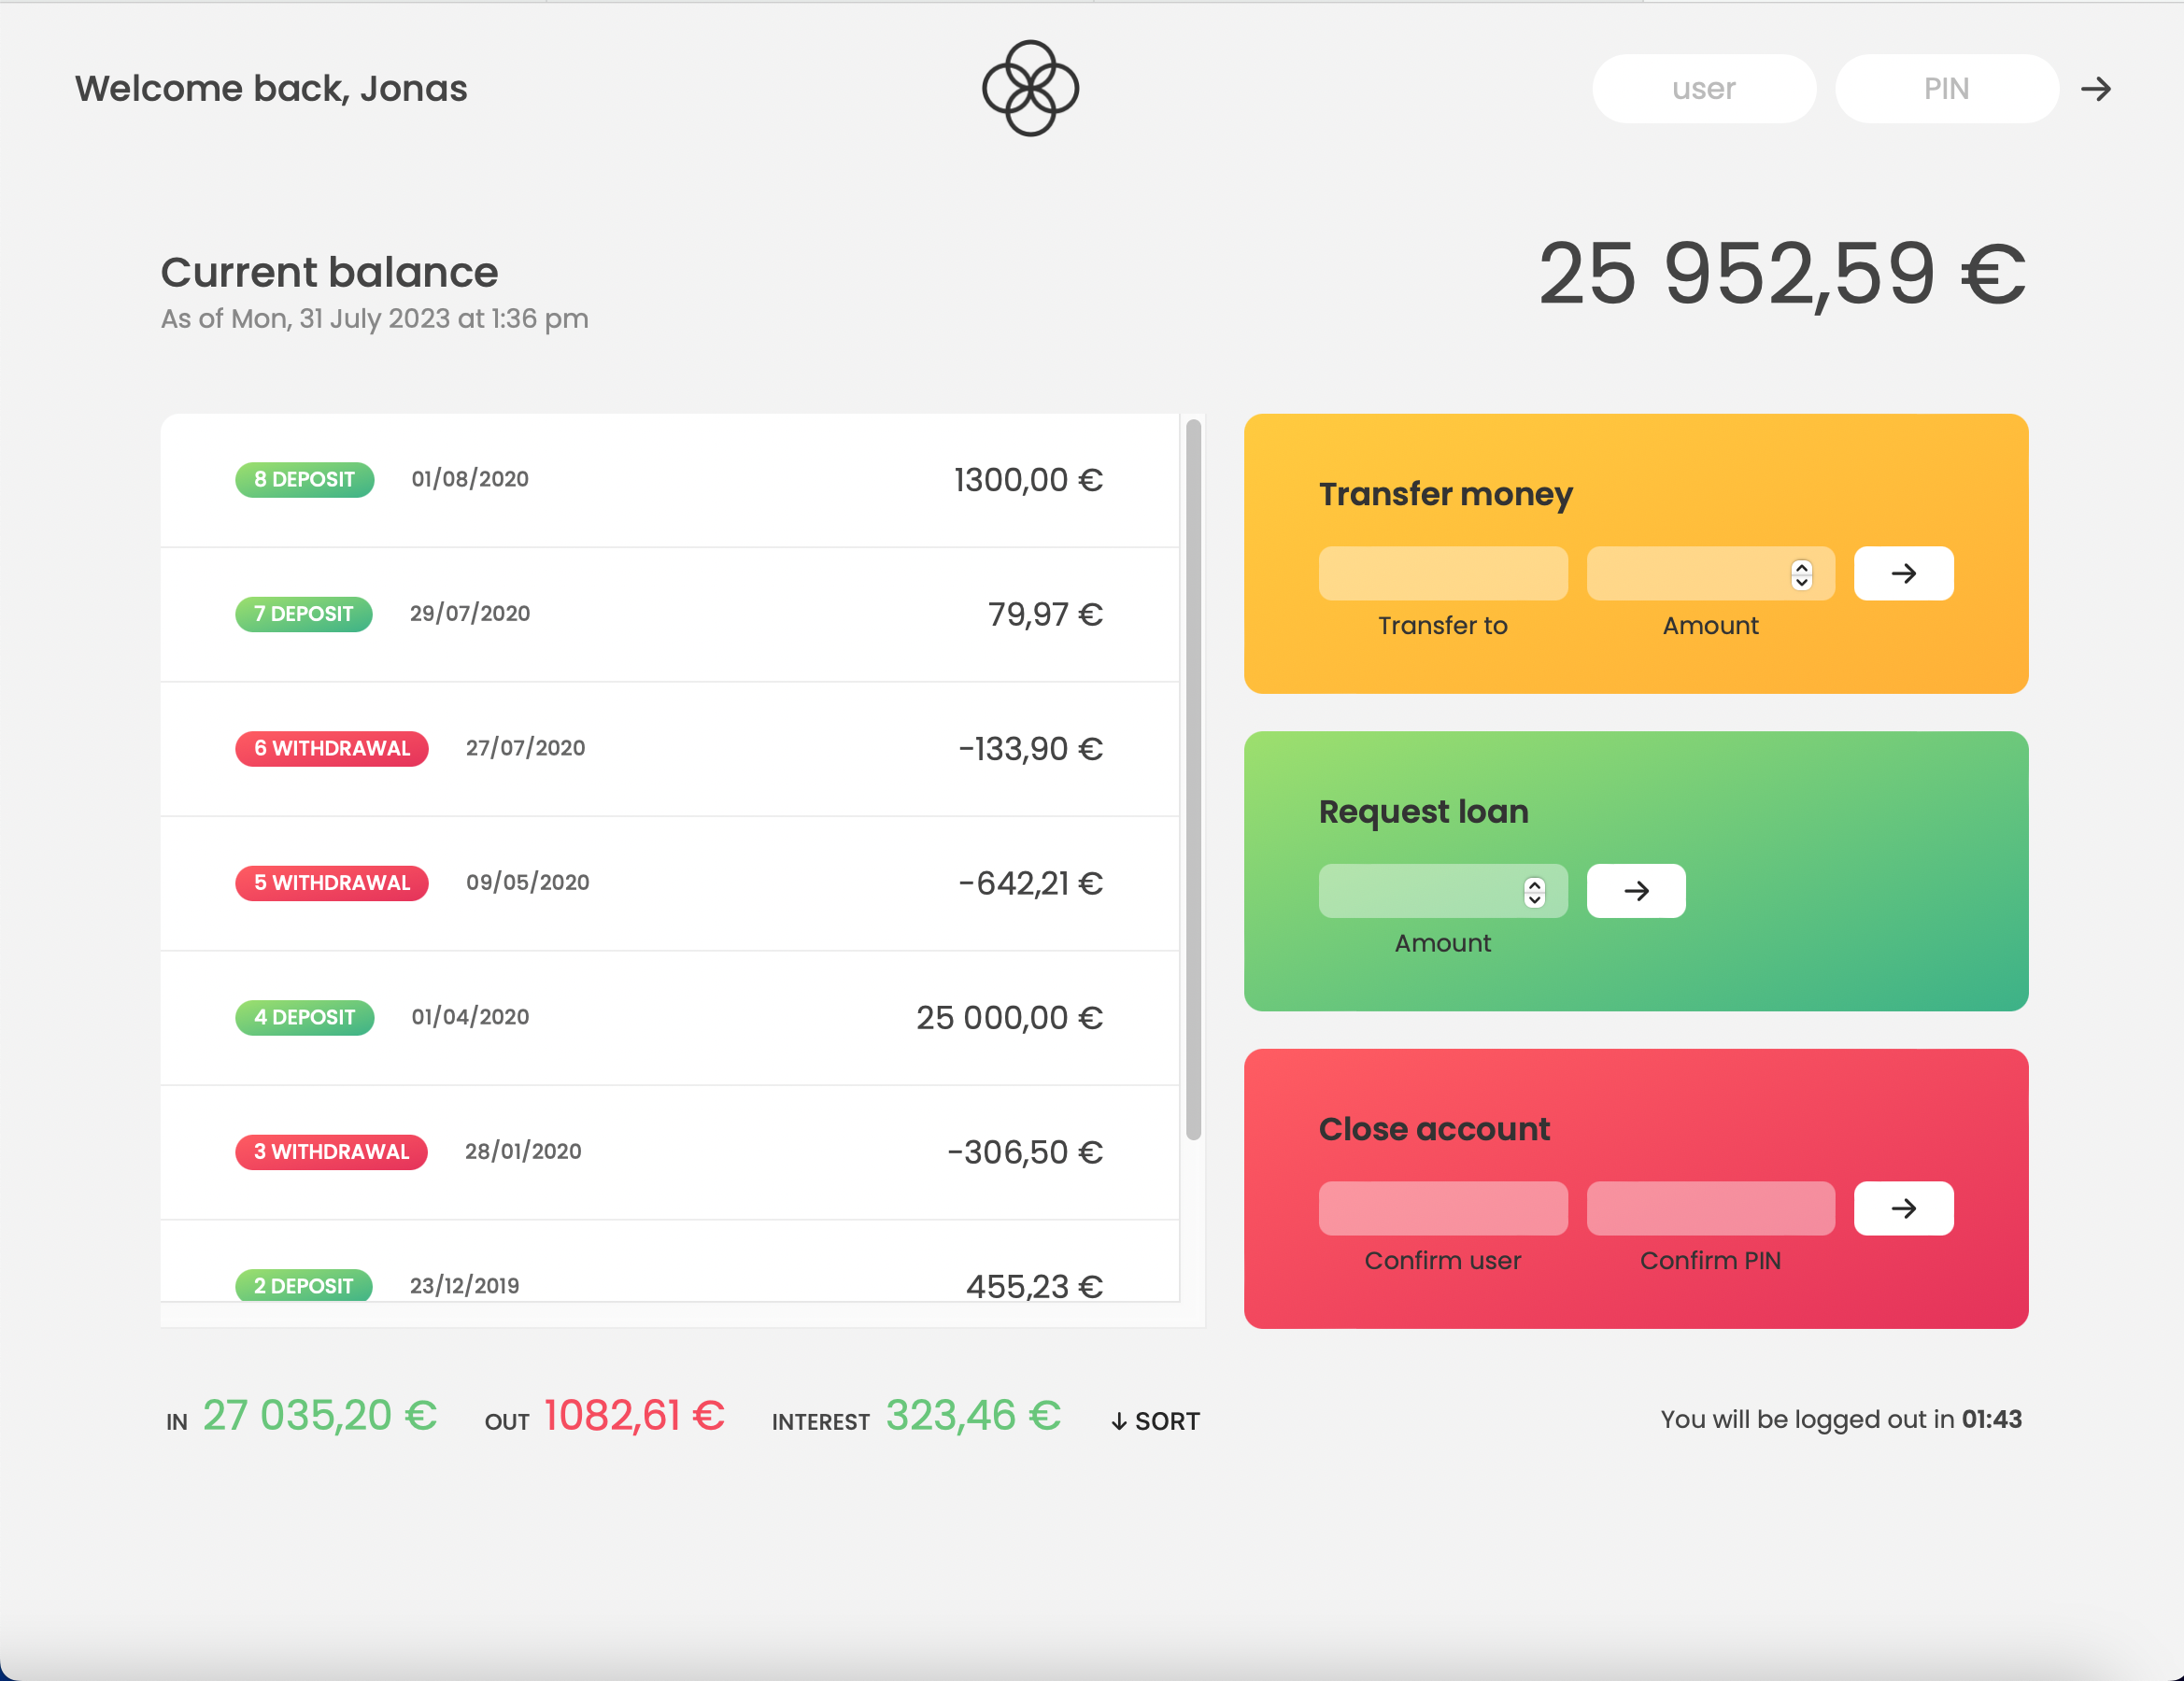 Welcome back, Jonas
user PIN →
Current balance
25 952,59 €
As of Mon, 31 July 2023 at 1:36 pm
8 DEPOSIT 01/08/2020 1300,00 €
7 DEPOSIT 29/07/2020 79,97 €
6 WITHDRAWAL 27/07/2020 -133,90 €
5 WITHDRAWAL 09/05/2020 -642,21 €
4 DEPOSIT 01/04/2020 25 000,00 €
3 WITHDRAWAL 28/01/2020 -306,50 €
2 DEPOSIT 23/12/2019 455,23 €
Transfer money
→
Transfer to Amount
Request loan
→
Amount
Close account
→
Confirm user Confirm PIN
IN 27 035,20 € OUT 1082,61 € INTEREST 323,46 € ↓ SORT
You will be logged out in 01:43